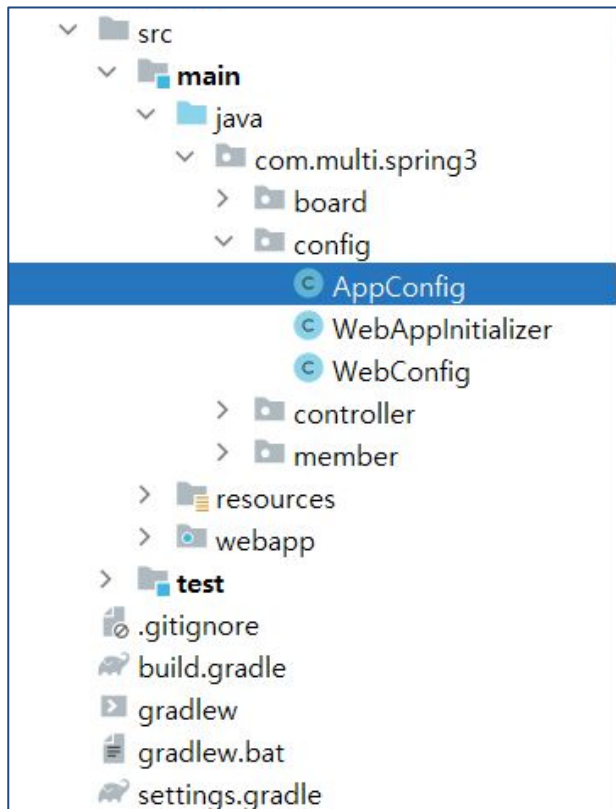 src
main
java
com.multi.spring3
board
config
AppConfig
WebAppInitializer
WebConfig
controller
member
resources
webapp
test
.gitignore
build.gradle
gradlew
gradlew.bat
settings.gradle